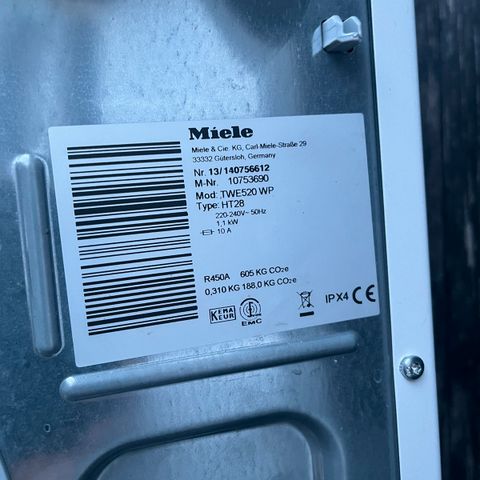 Miele
Miele & Cie. KG, Carl-Miele-Straße 29
33332 Gütersloh, Germany
Nr. 13/140756612
M-Nr. 10753690
Mod: TWE520 WP
Type: HT28
220-240V~ 50Hz
1,1 kW
10 A
R450A 605 KG CO2e
0,310 KG 188,0 KG CO2e
KEMA KEUR
EMC
IPX4 CE